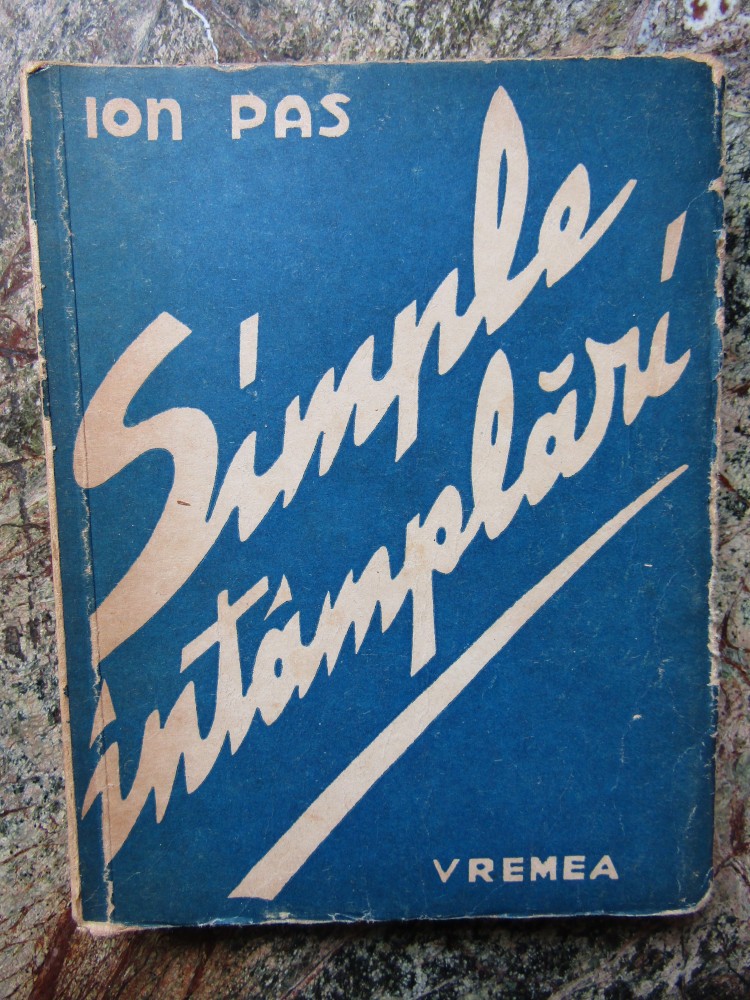 ION PAS
Simple
întâmplări
VREMEA